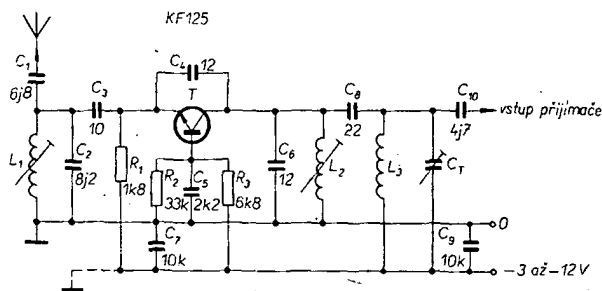 KF125
C1
6j8
C3
10
C4
12
T
L1
C2
8j2
R1
1k8
R2
33k
C5
2k2
R3
6k8
C6
12
L2
C8
22
L3
CT
C10
4j7
vstup přijímače
C7
10k
C9
10k
0
-3 až -12V